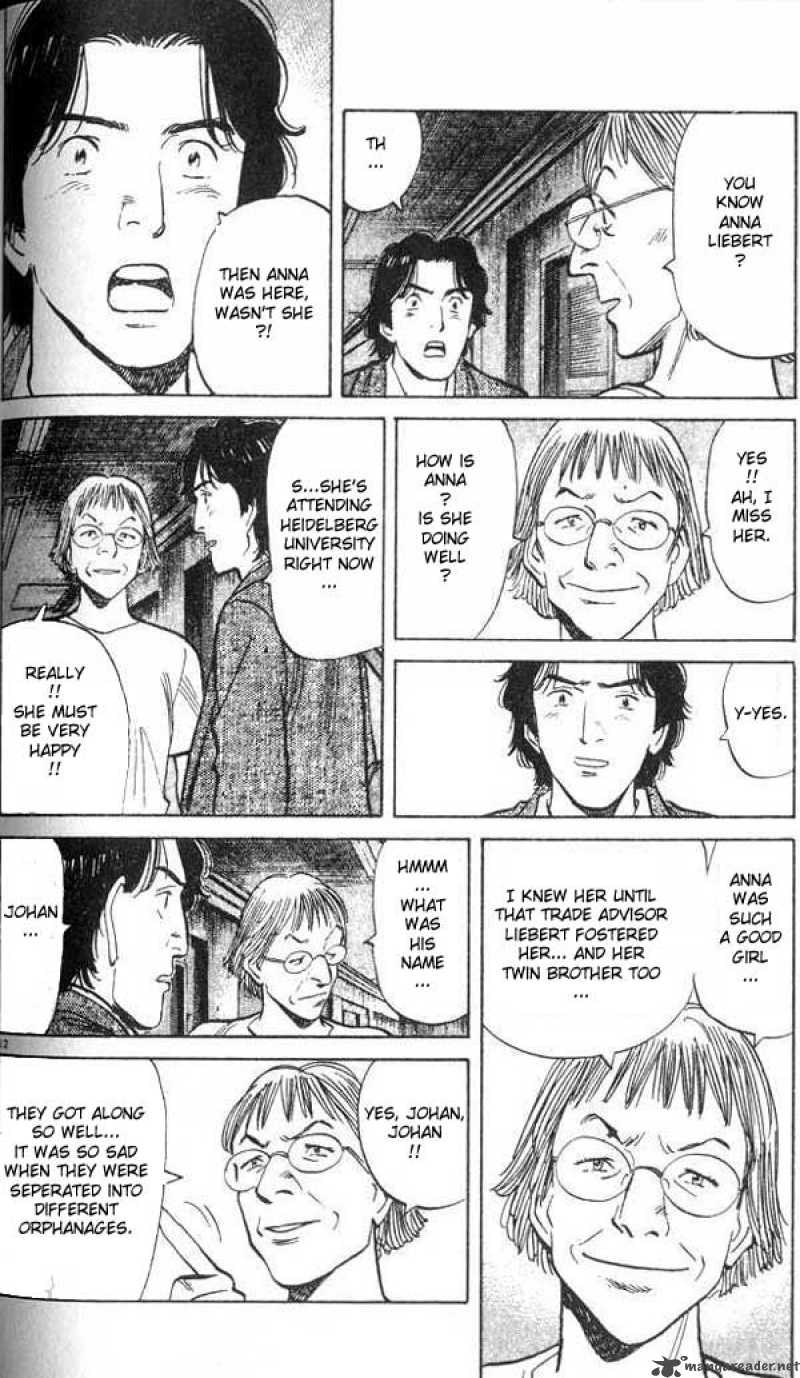 YOU
KNOW
ANNA
LIEBERT
?
TH
...
THEN ANNA
WAS HERE,
WASN'T SHE
?!
YES
!!
AH, I
MISS
HER.
HOW IS
ANNA
?
IS SHE
DOING
WELL
?
Y-YES.
S...SHE'S
ATTENDING
HEIDELBERG
UNIVERSITY
RIGHT NOW
...
REALLY
!!
SHE MUST
BE VERY
HAPPY
!!
ANNA
WAS
SUCH
A GOOD
GIRL
...
I KNEW HER UNTIL
THAT TRADE ADVISOR
LIEBERT FOSTERED
HER... AND HER
TWIN BROTHER TOO
...
HMMM
...
WHAT
WAS
HIS
NAME
...
JOHAN
...
YES, JOHAN,
JOHAN
!!
THEY GOT ALONG
SO WELL...
IT WAS SO SAD
WHEN THEY WERE
SEPERATED INTO
DIFFERENT
ORPHANAGES.
mangareader.net